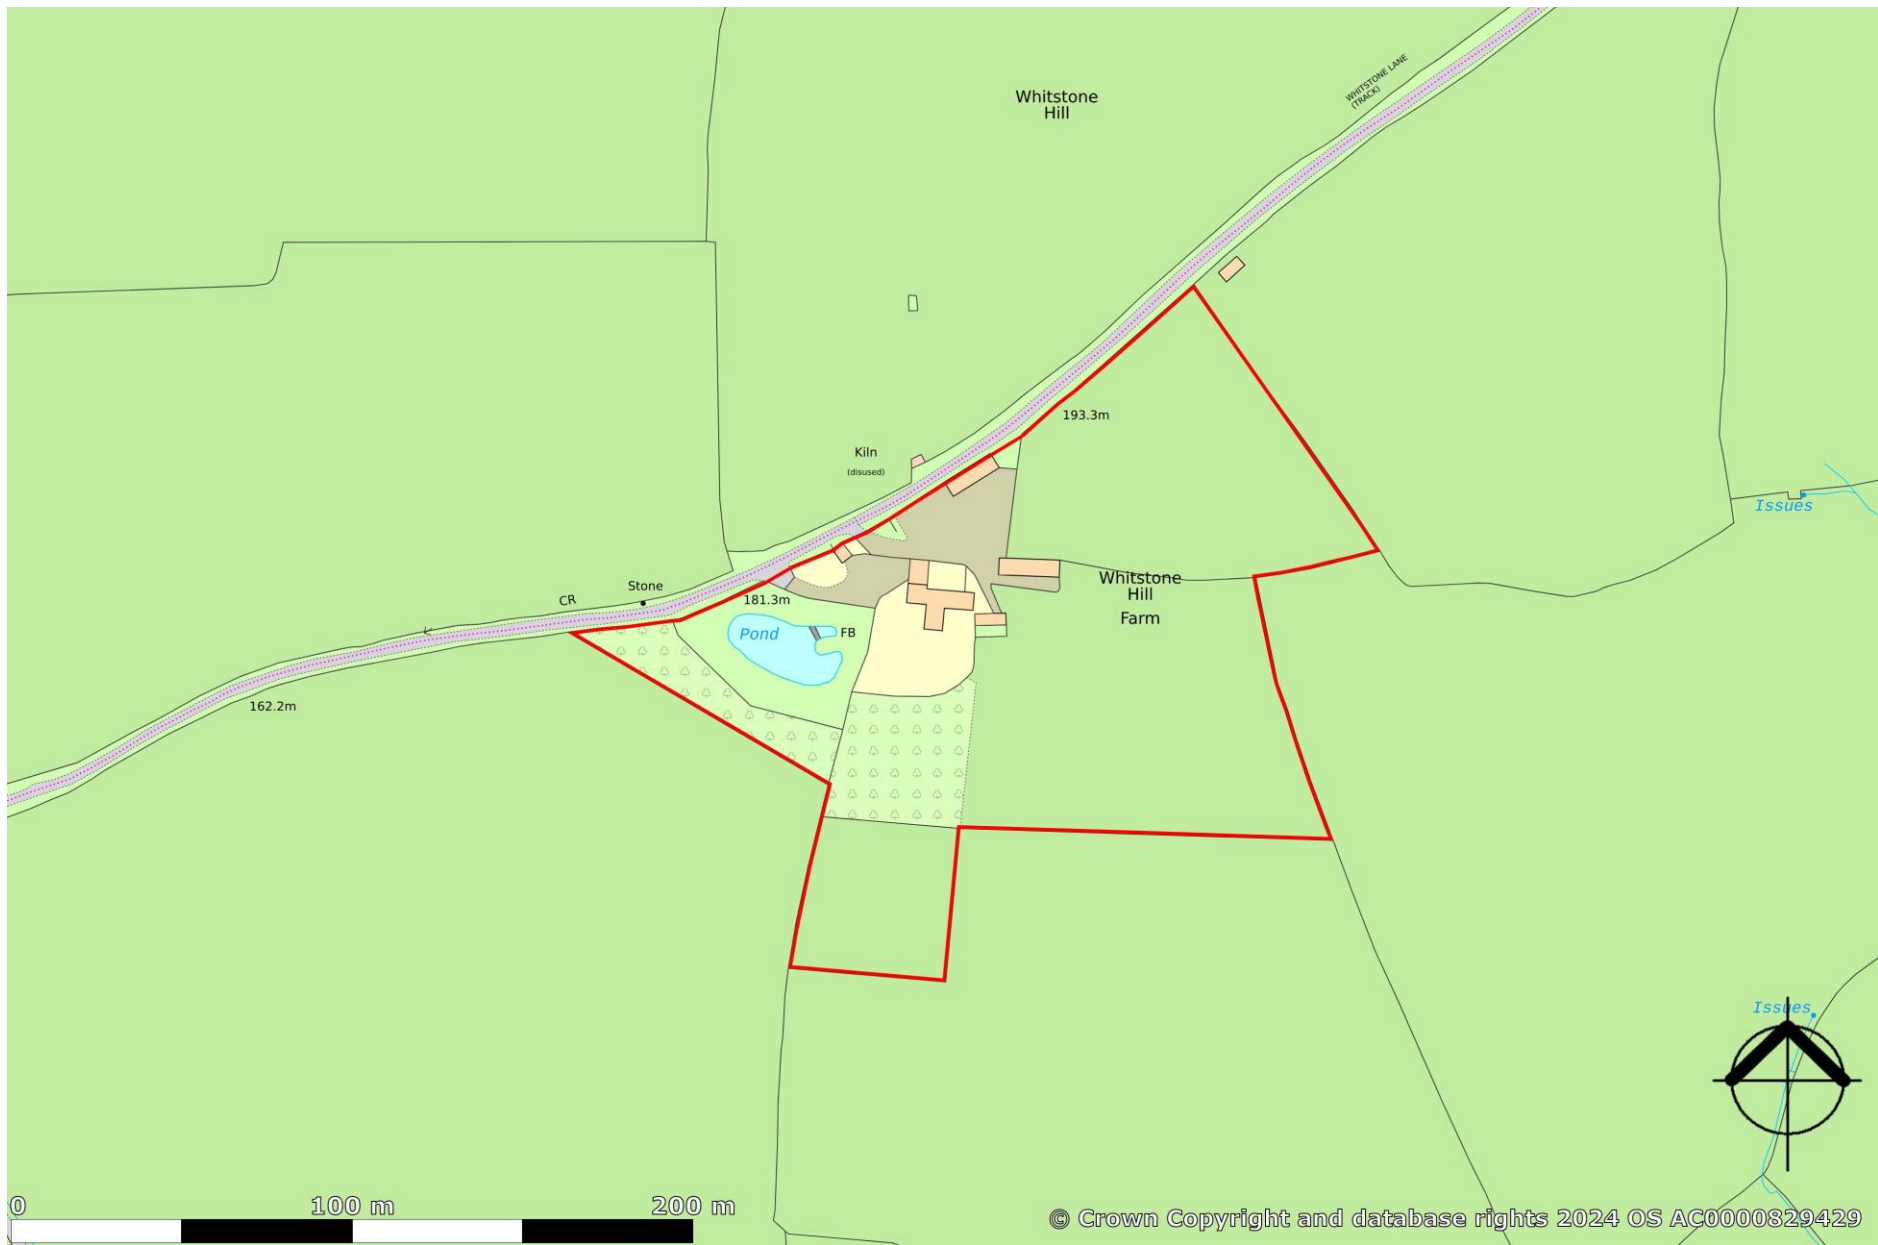 WHITSTONE LANE
(TRACK)
Whitstone
Hill
193.3m
Kiln
(disused)
Issues
Whitstone
Hill
Farm
Stone
CR
181.3m
Pond
FB
162.2m
Issues
0 100 m 200 m
© Crown Copyright and database rights 2024 OS AC0000829429